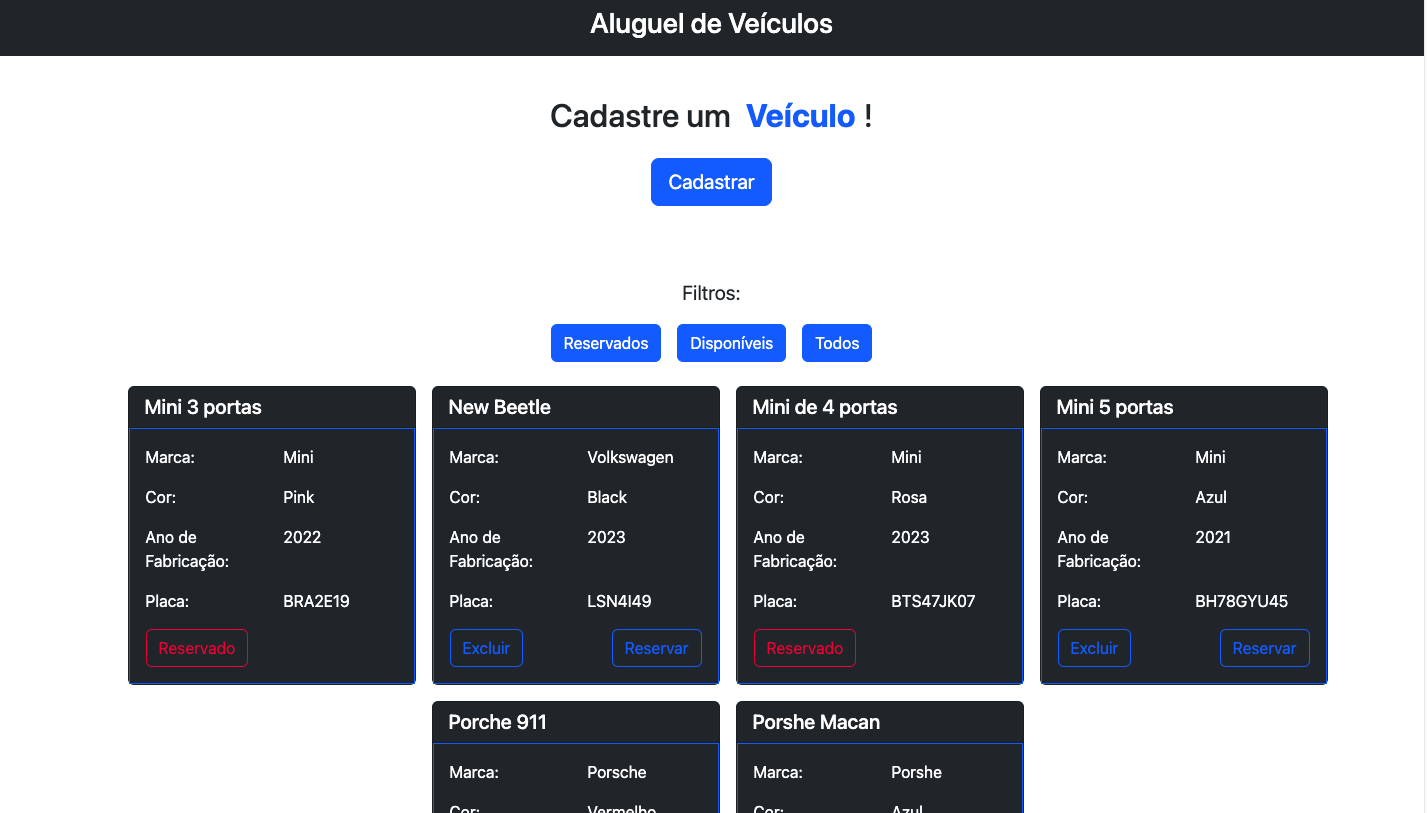 Aluguel de Veículos
Cadastre um Veículo !
Cadastrar
Filtros:
Reservados Disponíveis Todos
Mini 3 portas
Marca: Mini
Cor: Pink
Ano de Fabricação: 2022
Placa: BRA2E19
Reservado
New Beetle
Marca: Volkswagen
Cor: Black
Ano de Fabricação: 2023
Placa: LSN4I49
Excluir Reservar
Mini de 4 portas
Marca: Mini
Cor: Rosa
Ano de Fabricação: 2023
Placa: BTS47JK07
Reservado
Mini 5 portas
Marca: Mini
Cor: Azul
Ano de Fabricação: 2021
Placa: BH78GYU45
Excluir Reservar
Porche 911
Marca: Porsche
Cor: Vermelho
Porshe Macan
Marca: Porshe
Cor: Azul